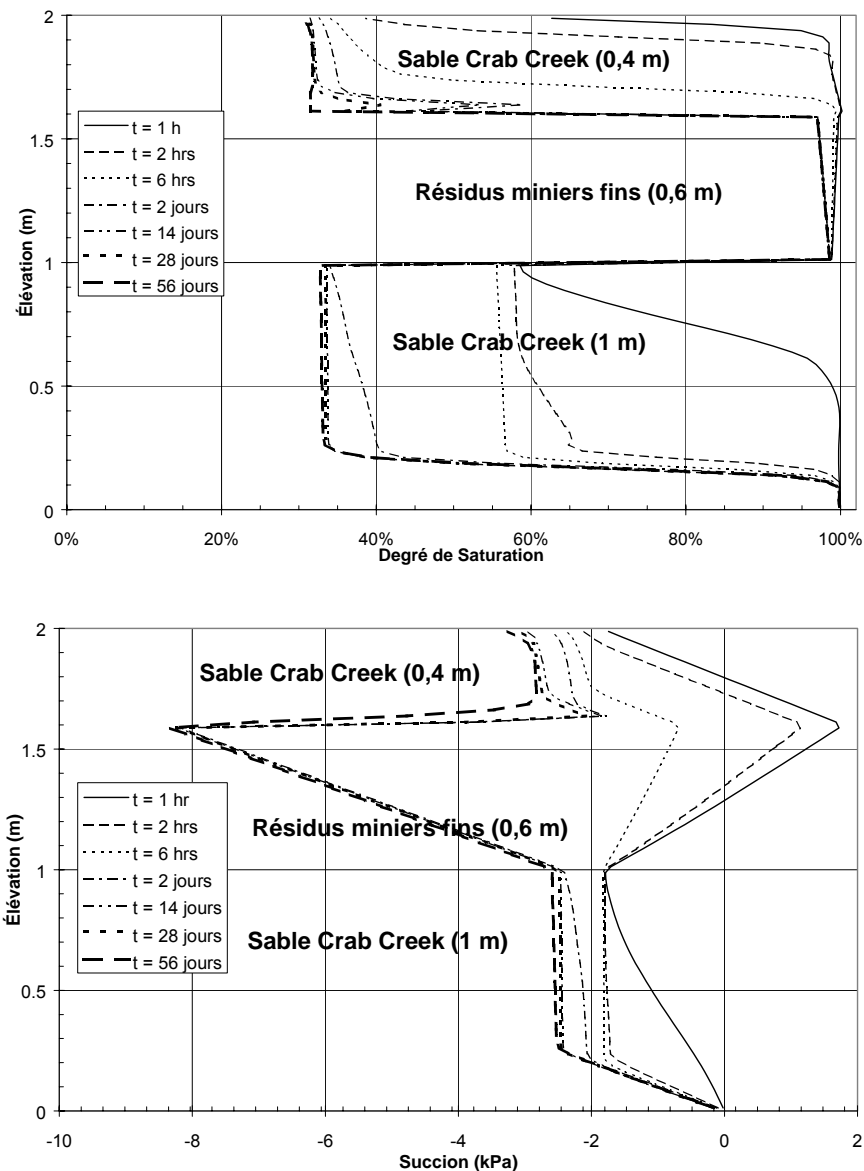 2
1.5
1
0.5
0
Élévation (m)
Sable Crab Creek (0,4 m)
t = 1 h
t = 2 hrs
t = 6 hrs
t = 2 jours
t = 14 jours
t = 28 jours
t = 56 jours
Résidus miniers fins (0,6 m)
Sable Crab Creek (1 m)
0% 20% 40% 60% 80% 100%
Degré de Saturation
2
1.5
1
0.5
0
Élévation (m)
Sable Crab Creek (0,4 m)
t = 1 hr
t = 2 hrs
t = 6 hrs
t = 2 jours
t = 14 jours
t = 28 jours
t = 56 jours
Résidus miniers fins (0,6 m)
Sable Crab Creek (1 m)
-10 -8 -6 -4 -2 0 2
Succion (kPa)